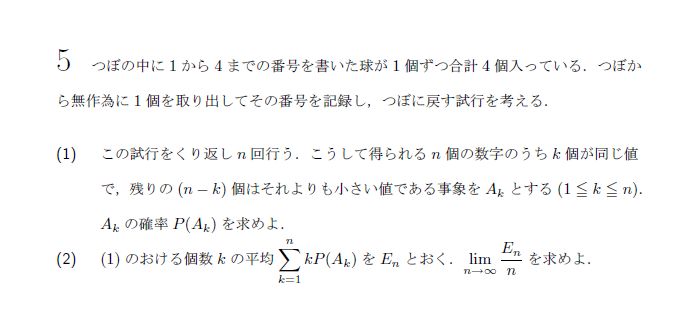 5 つぼの中に 1 から 4 までの番号を書いた球が 1 個ずつ合計 4 個入っている．つぼか
ら無作為に 1 個を取り出してその番号を記録し，つぼに戻す試行を考える．
(1) この試行をくり返し n 回行う．こうして得られる n 個の数字のうち k 個が同じ値
で，残りの (n − k) 個はそれよりも小さい値である事象を A_k とする (1 ≦ k ≦ n).
A_k の確率 P(A_k) を求めよ．
(2) (1) のおける個数 k の平均 \sum_{k=1}^{n} kP(A_k) を E_n とおく．\lim_{n→∞} \frac{E_n}{n} を求めよ．